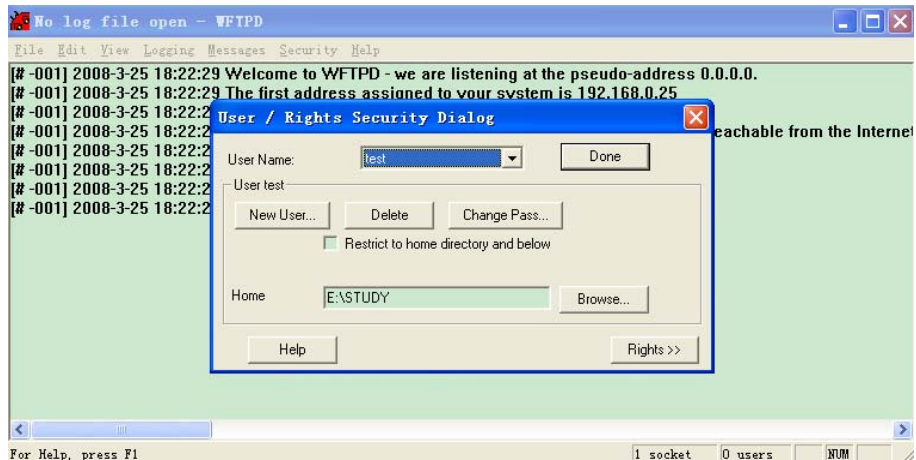 No log file open - WFTPD
File Edit View Logging Messages Security Help
[# -001] 2008-3-25 18:22:29 Welcome to WFTPD - we are listening at the pseudo-address 0.0.0.0.
[# -001] 2008-3-25 18:22:29 The first address assigned to your system is 192.168.0.25
[# -001] 2008-3-25 18:22:2
[# -001] 2008-3-25 18:22:2 eachable from the Internet
[# -001] 2008-3-25 18:22:2
[# -001] 2008-3-25 18:22:2
[# -001] 2008-3-25 18:22:2
[# -001] 2008-3-25 18:22:2
User / Rights Security Dialog
User Name: test Done
User test
New User... Delete Change Pass...
Restrict to home directory and below
Home E:\STUDY Browse...
Help Rights >>
For Help, press F1 1 socket 0 users NUM